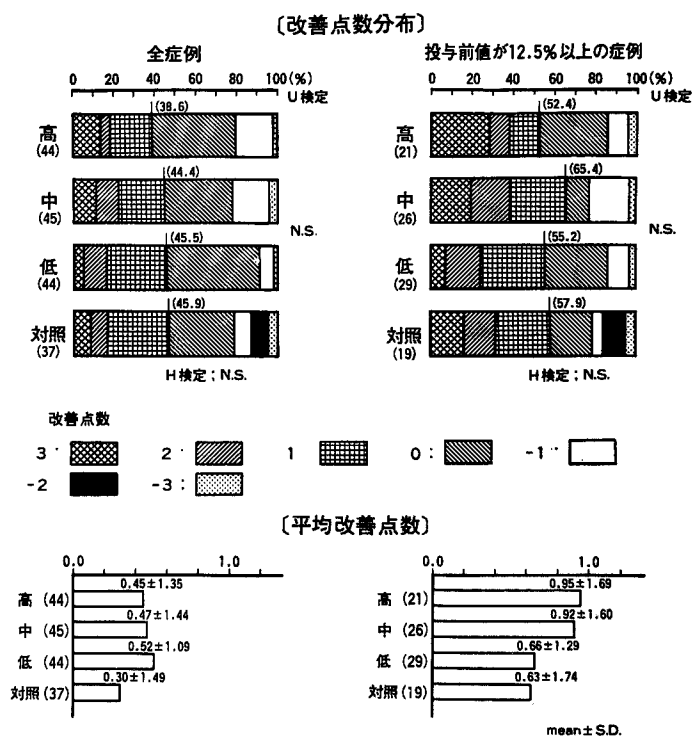 〔改善点数分布〕
全症例
0 20 40 60 80 100(%)
U検定
(38.6)
高
(44)
(44.4)
中
(45)
N.S.
(45.5)
低
(44)
(45.9)
対照
(37)
H検定；N.S.
投与前値が12.5%以上の症例
0 20 40 60 80 100(%)
U検定
(52.4)
高
(21)
(65.4)
中
(26)
N.S.
(55.2)
低
(29)
(57.9)
対照
(19)
H検定；N.S.
改善点数
3 2 1 0： -1
-2 -3：
〔平均改善点数〕
0.0 1.0
0.45±1.35
高 (44)
0.47±1.44
中 (45)
0.52±1.09
低 (44)
0.30±1.49
対照(37)
0.0 1.0
0.95±1.69
高 (21)
0.92±1.60
中 (26)
0.66±1.29
低 (29)
0.63±1.74
対照(19)
mean±S.D.